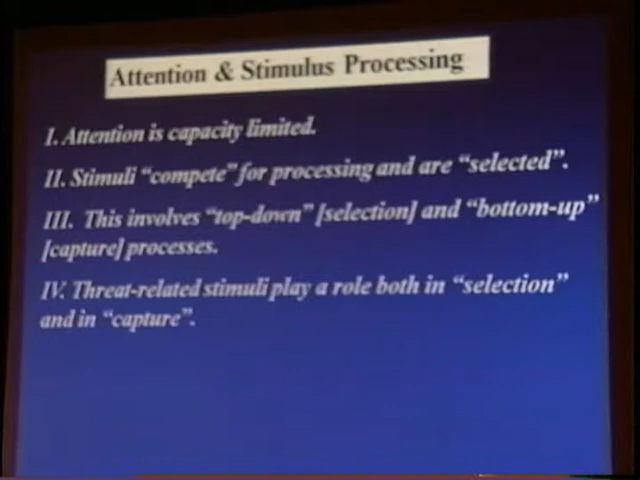 Attention & Stimulus Processing
I. Attention is capacity limited.
II. Stimuli “compete” for processing and are “selected”.
III. This involves “top-down” [selection] and “bottom-up”
[capture] processes.
IV. Threat-related stimuli play a role both in “selection”
and in “capture”.